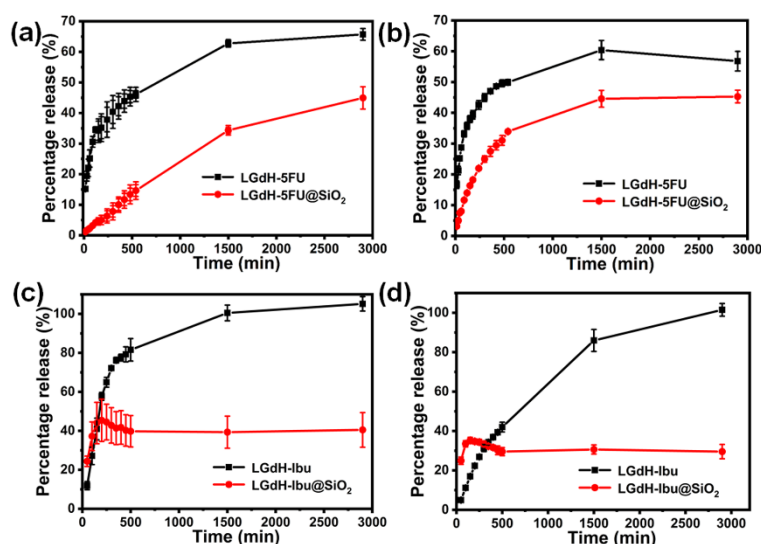 (a)
Percentage release (%)
70
60
50
40
30
20
10
0
LGdH-5FU
LGdH-5FU@SiO₂
0 500 1000 1500 2000 2500 3000
Time (min)
(b)
Percentage release (%)
70
60
50
40
30
20
10
0
LGdH-5FU
LGdH-5FU@SiO₂
0 500 1000 1500 2000 2500 3000
Time (min)
(c)
Percentage release (%)
100
80
60
40
20
0
LGdH-Ibu
LGdH-Ibu@SiO₂
0 500 1000 1500 2000 2500 3000
Time (min)
(d)
Percentage release (%)
100
80
60
40
20
0
LGdH-Ibu
LGdH-Ibu@SiO₂
0 500 1000 1500 2000 2500 3000
Time (min)